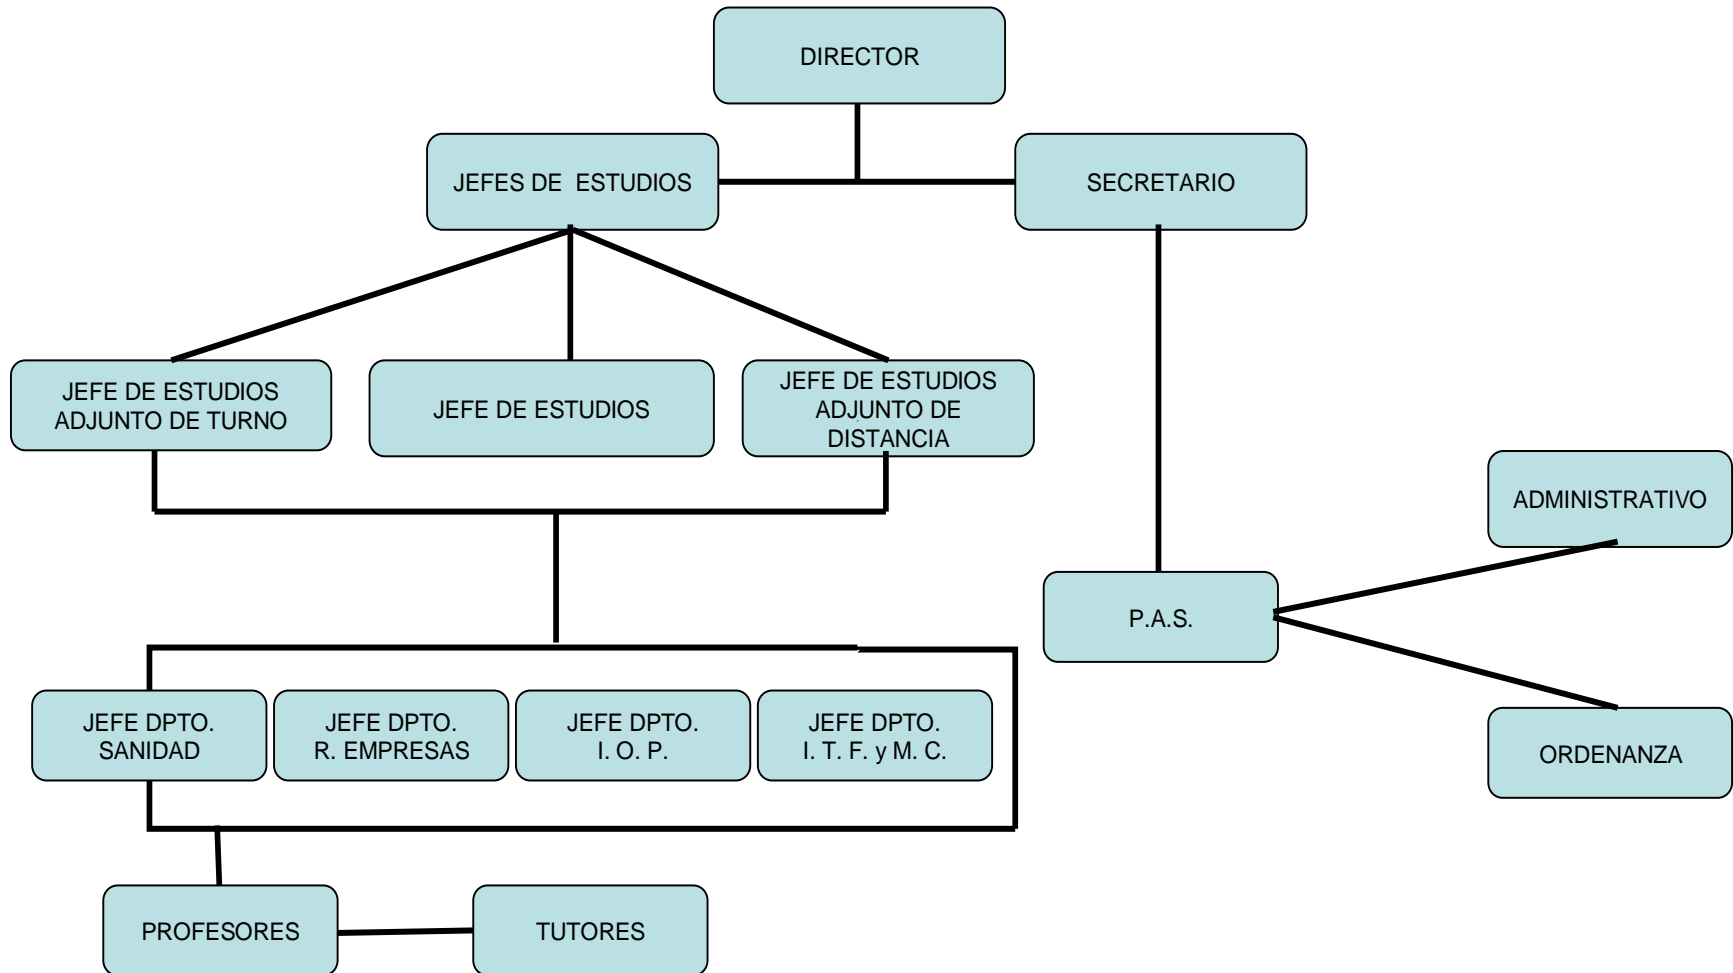 DIRECTOR
JEFES DE ESTUDIOS
SECRETARIO
JEFE DE ESTUDIOS
ADJUNTO DE TURNO
JEFE DE ESTUDIOS
JEFE DE ESTUDIOS
ADJUNTO DE
DISTANCIA
ADMINISTRATIVO
P.A.S.
JEFE DPTO.
SANIDAD
JEFE DPTO.
R. EMPRESAS
JEFE DPTO.
I. O. P.
JEFE DPTO.
I. T. F. y M. C.
ORDENANZA
PROFESORES
TUTORES